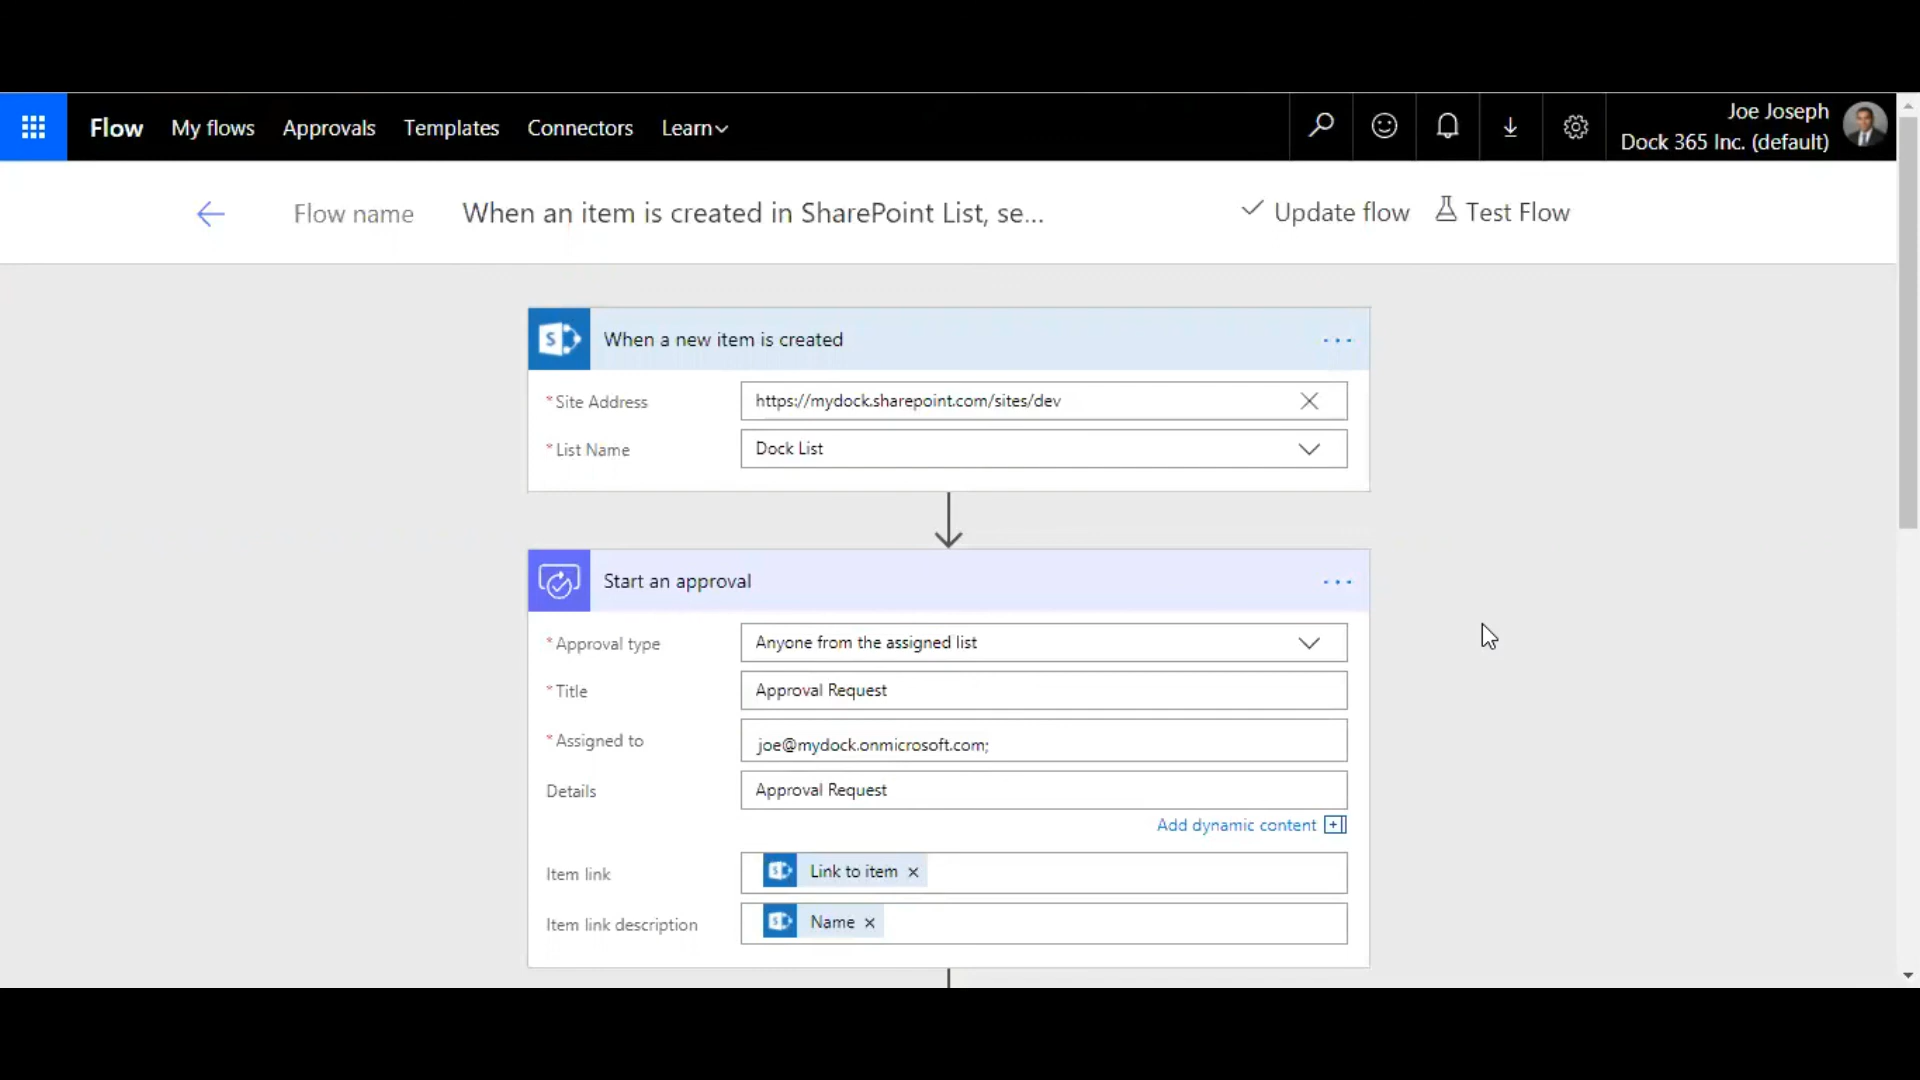 Flow My flows Approvals Templates Connectors Learn
Joe Joseph
Dock 365 Inc. (default)
Flow name When an item is created in SharePoint List, se... Update flow Test Flow
When a new item is created
* Site Address https://mydock.sharepoint.com/sites/dev
* List Name Dock List
Start an approval
* Approval type Anyone from the assigned list
* Title Approval Request
* Assigned to joe@mydock.onmicrosoft.com;
Details Approval Request
Add dynamic content
Item link Link to item
Item link description Name